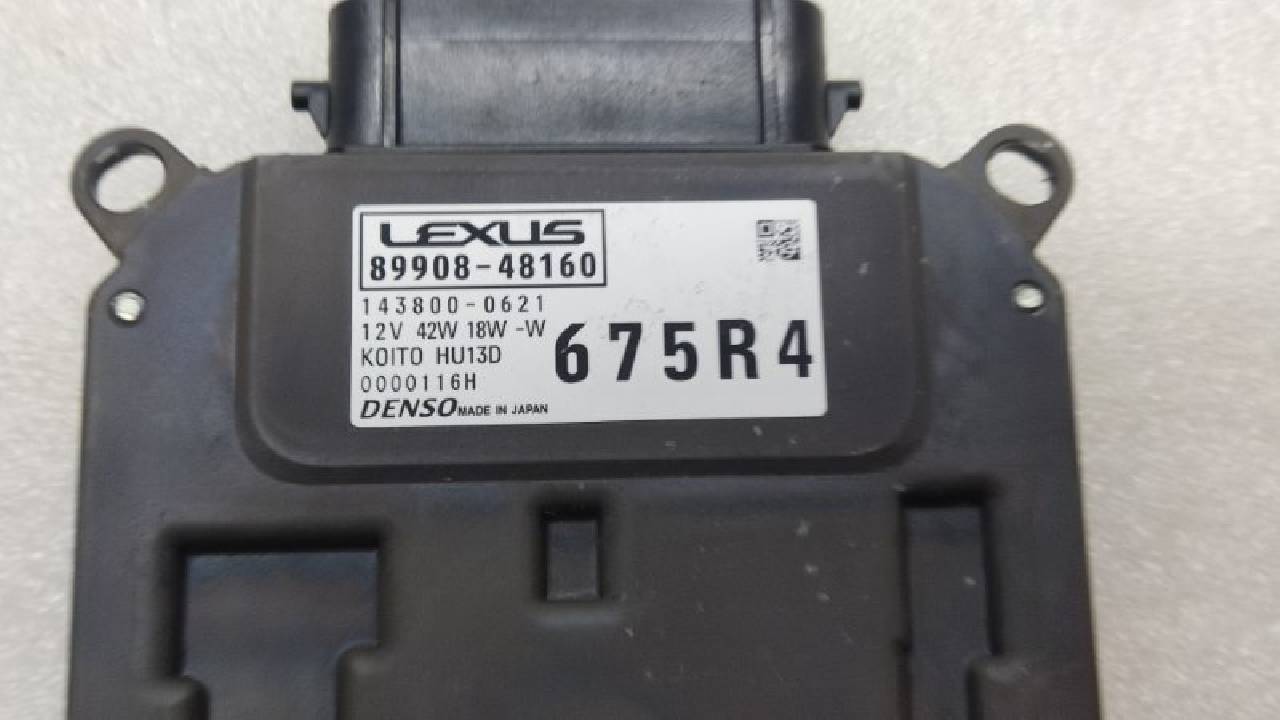 LEXUS
89908-48160
143800-0621
12V 42W 18W -W
KOITO HU13D
0000116H
675R4
DENSO MADE IN JAPAN